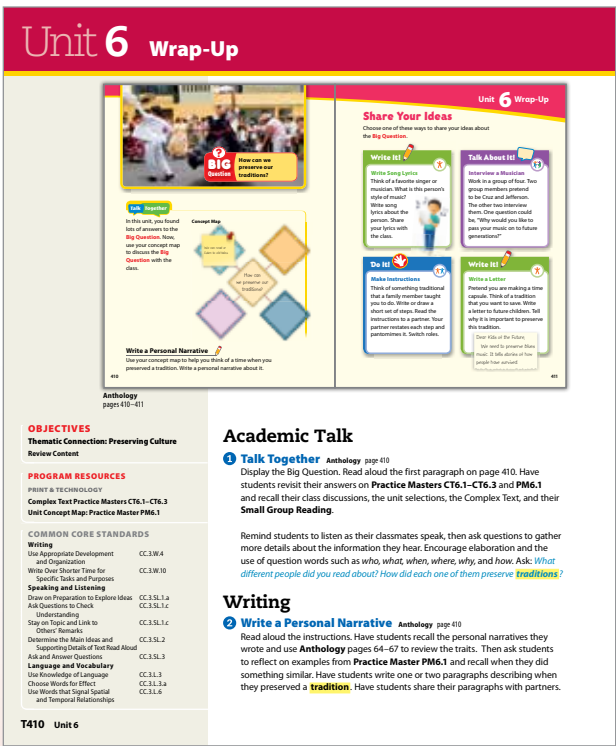 Unit 6 Wrap-Up
BIG
Question
How can we
preserve our
traditions?
Talk Together
In this unit, you found
lots of answers to the
Big Question. Now,
use your concept map
to discuss the Big
Question with the
class.
Concept Map
How can
we preserve our
traditions?
Write a Personal Narrative
Use your concept map to help you think of a time when you
preserved a tradition. Write a personal narrative about it.
410
Unit 6 Wrap-Up
Share Your Ideas
Choose one of these ways to share your ideas about
the Big Question.
Write It!
Write Song Lyrics
Think of a favorite singer or
musician. What is this person's
style of music?
Write song
lyrics about the
person. Share
your lyrics with
the class.
Talk About It!
Interview a Musician
Work in a group of four. Two
group members pretend
to be Cruz and Jefferson.
The other two interview
them. One question could
be, "Why would you like to
pass your music on to future
generations?"
Do It!
Make Instructions
Think of something traditional
that a family member taught
you to do. Write or draw a
short set of steps. Read the
instructions to a partner. Your
partner restates each step and
pantomimes it. Switch roles.
Write It!
Write a Letter
Pretend you are making a time
capsule. Think of a tradition
that you want to save. Write
a letter to future children. Tell
why it is important to preserve
this tradition.
Dear Kids of the Future,
We need to preserve Blues
music. It tells stories of how
people have survived
411
Anthology
pages 410–411
OBJECTIVES
Thematic Connection: Preserving Culture
Review Content
PROGRAM RESOURCES
PRINT & TECHNOLOGY
Complex Text Practice Masters CT6.1–CT6.3
Unit Concept Map: Practice Master PM6.1
COMMON CORE STANDARDS
Writing
Use Appropriate Development CC.3.W.4
and Organization
Write Over Shorter Time for CC.3.W.10
Specific Tasks and Purposes
Speaking and Listening
Draw on Preparation to Explore Ideas CC.3.SL.1.a
Ask Questions to Check CC.3.SL.1.c
Understanding
Stay on Topic and Link to CC.3.SL.1.c
Others' Remarks
Determine the Main Ideas and CC.3.SL.2
Supporting Details of Text Read Aloud
Ask and Answer Questions CC.3.SL.3
Language and Vocabulary
Use Knowledge of Language CC.3.L.3
Choose Words for Effect CC.3.L.3.a
Use Words that Signal Spatial CC.3.L.6
and Temporal Relationships
Academic Talk
1 Talk Together Anthology page 410
Display the Big Question. Read aloud the first paragraph on page 410. Have
students revisit their answers on Practice Masters CT6.1–CT6.3 and PM6.1
and recall their class discussions, the unit selections, the Complex Text, and their
Small Group Reading.
Remind students to listen as their classmates speak, then ask questions to gather
more details about the information they hear. Encourage elaboration and the
use of question words such as who, what, when, where, why, and how. Ask: What
different people did you read about? How did each one of them preserve traditions?
Writing
2 Write a Personal Narrative Anthology page 410
Read aloud the instructions. Have students recall the personal narratives they
wrote and use Anthology pages 64–67 to review the traits. Then ask students
to reflect on examples from Practice Master PM6.1 and recall when they did
something similar. Have students write one or two paragraphs describing when
they preserved a tradition. Have students share their paragraphs with partners.
T410 Unit 6